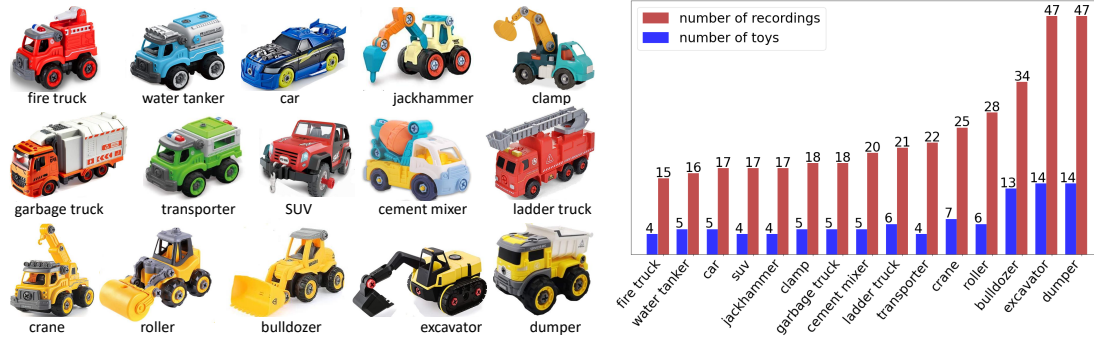 fire truck
water tanker
car
jackhammer
clamp
garbage truck
transporter
SUV
cement mixer
ladder truck
crane
roller
bulldozer
excavator
dumper
number of recordings
number of toys
4 15
5 16
5 17
4 17
4 17
5 18
5 18
5 20
6 21
4 22
7 25
6 28
13 34
14 47
14 47
fire truck
water tanker
car
suv
jackhammer
clamp
garbage truck
cement mixer
ladder truck
transporter
crane
roller
bulldozer
excavator
dumper